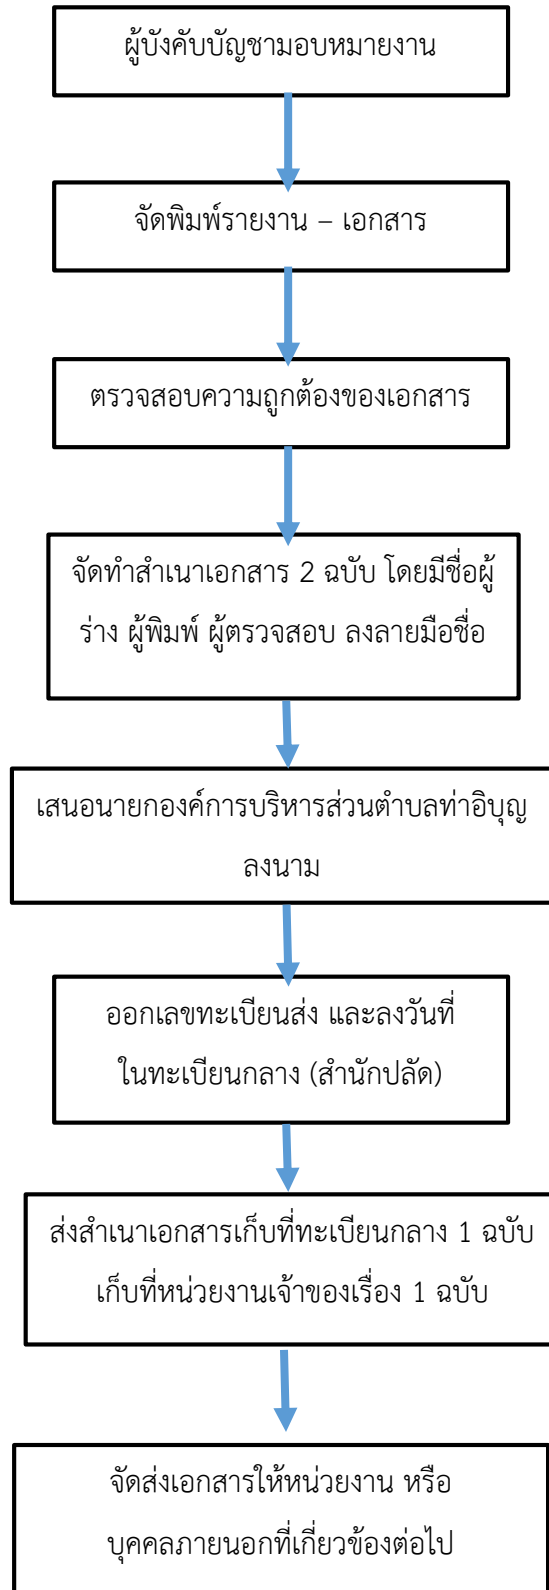 ผู้บังคับบัญชามอบหมายงาน
จัดพิมพ์รายงาน – เอกสาร
ตรวจสอบความถูกต้องของเอกสาร
จัดทำสำเนาเอกสาร 2 ฉบับ โดยมีชื่อผู้
ร่าง ผู้พิมพ์ ผู้ตรวจสอบ ลงลายมือชื่อ
เสนอนายกองค์การบริหารส่วนตำบลท่าอิบุญ
ลงนาม
ออกเลขทะเบียนส่ง และลงวันที่
ในทะเบียนกลาง (สำนักปลัด)
ส่งสำเนาเอกสารเก็บที่ทะเบียนกลาง 1 ฉบับ
เก็บที่หน่วยงานเจ้าของเรื่อง 1 ฉบับ
จัดส่งเอกสารให้หน่วยงาน หรือ
บุคคลภายนอกที่เกี่ยวข้องต่อไป